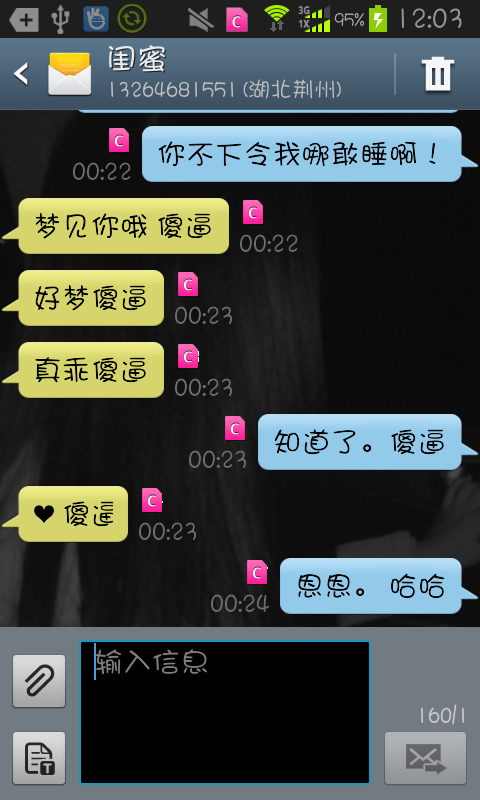 3G
1X
95%
12:03
闺蜜
13264681551 (湖北荆州)
C
00:22
你不下令我哪敢睡啊！
梦见你哦 傻逼
C
00:22
好梦傻逼
C
00:23
真乖傻逼
C
00:23
C
00:23
知道了。傻逼
♥ 傻逼
C
00:23
C
00:24
恩恩。哈哈
输入信息
160/1
T